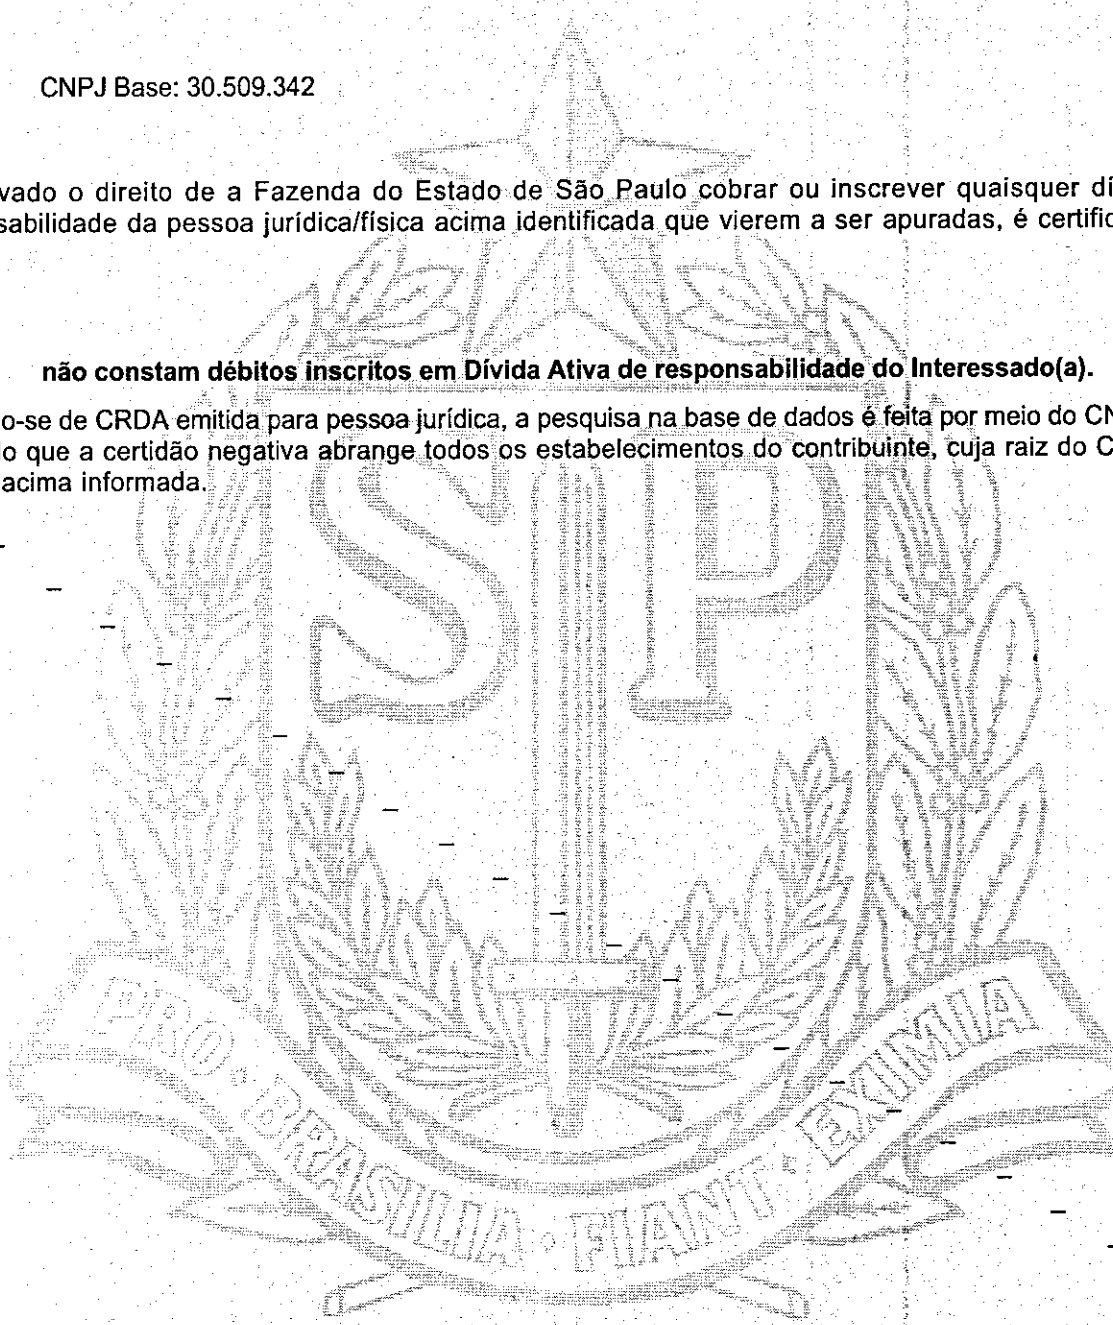 CNPJ Base: 30.509.342
vado o direito de a Fazenda do Estado de São Paulo cobrar ou inscrever quaisquer dí
sabilidade da pessoa jurídica/física acima identificada que vierem a ser apuradas, é certific
não constam débitos inscritos em Dívida Ativa de responsabilidade do Interessado(a).
o-se de CRDA emitida para pessoa jurídica, a pesquisa na base de dados é feita por meio do CN
o que a certidão negativa abrange todos os estabelecimentos do contribuinte, cuja raiz do C
acima informada.
SP
PRO BRASILIA FIANT EXIMIA